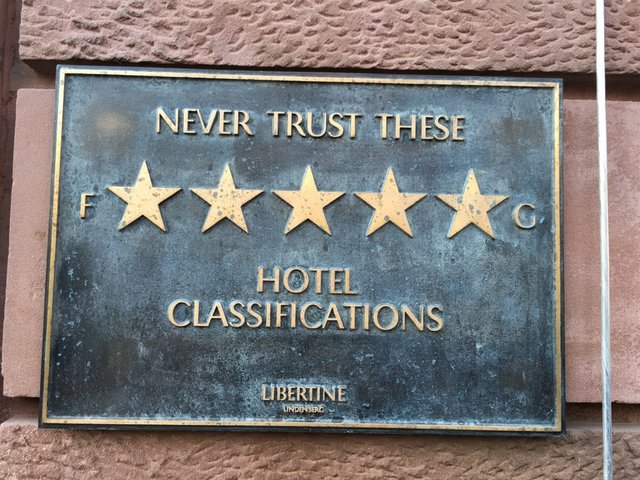 NEVER TRUST THESE
F ★★★★★ G
HOTEL
CLASSIFICATIONS
LIBERTINE
LINDENBERG